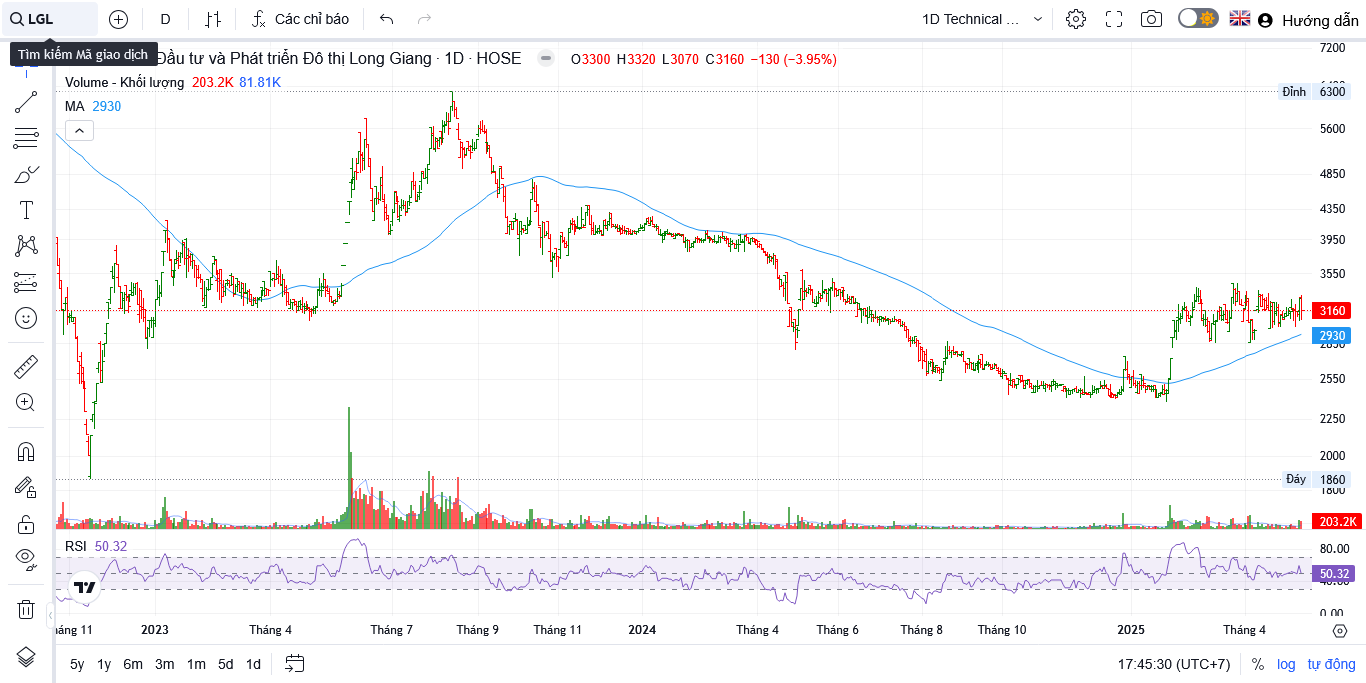 LGL D Các chỉ báo 1D Technical ... Hướng dẫn
Tìm kiếm Mã giao dịch
Đầu tư và Phát triển Đô thị Long Giang · 1D · HOSE O3300 H3320 L3070 C3160 −130 (−3.95%)
Volume - Khối lượng 203.2K 81.81K
MA 2930
7200
Đỉnh 6300
5600
4850
4350
3950
3550
3160
2930
2850
2550
2250
2000
Đáy 1860
1800
203.2K
RSI 50.32
80.00
50.32
40.00
0.00
háng 11 2023 Tháng 4 Tháng 7 Tháng 9 Tháng 11 2024 Tháng 4 Tháng 6 Tháng 8 Tháng 10 2025 Tháng 4
5y 1y 6m 3m 1m 5d 1d 17:45:30 (UTC+7) % log tự động